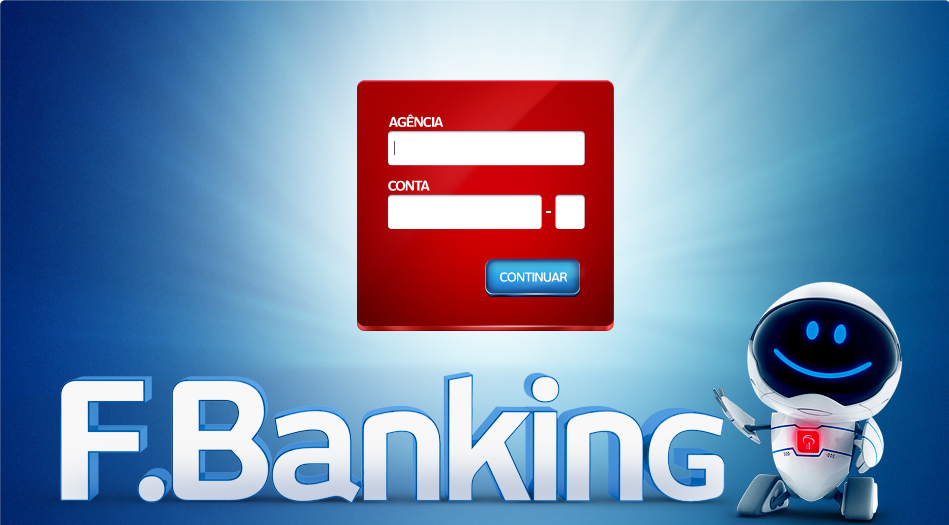 AGÊNCIA
CONTA
-
CONTINUAR
F.Banking